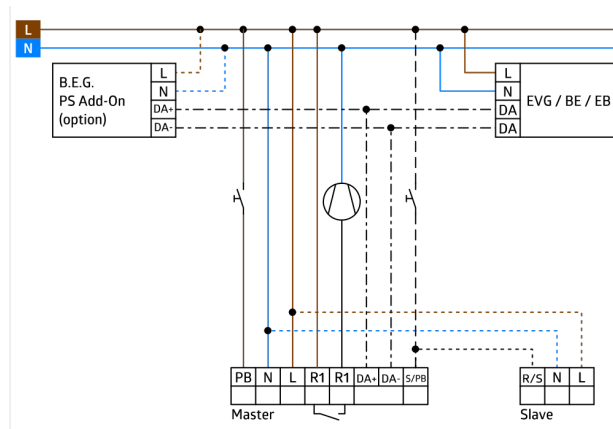 L
N
B.E.G.
PS Add-On
(option)
L
N
DA+
DA-
L
N
DA
DA
EVG / BE / EB
PB N L R1 R1 DA+ DA- S/PB
Master
R/S N L
Slave